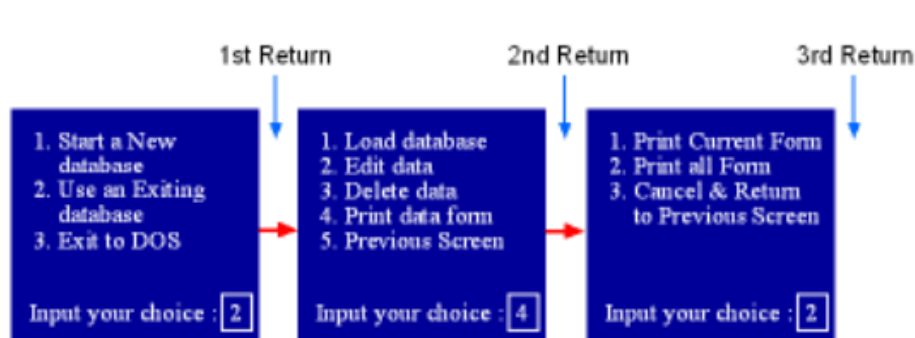 1st Return
2nd Return
3rd Return
1. Start a New
database
2. Use an Exiting
database
3. Exit to DOS
Input your choice : 2
1. Load database
2. Edit data
3. Delete data
4. Print data form
5. Previous Screen
Input your choice : 4
1. Print Current Form
2. Print all Form
3. Cancel & Return
to Previous Screen
Input your choice : 2